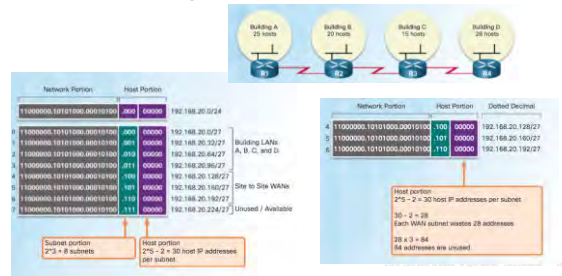 Building A
25 hosts
Building B
20 hosts
Building C
15 hosts
Building D
28 hosts
R1
R2
R3
R4
Network Portion
Host Portion
11000000.10101000.00010100 .000 00000 192.168.20.0/24
0 11000000.10101000.00010100 .000 00000 192.168.20.0/27
1 11000000.10101000.00010100 .001 00000 192.168.20.32/27
2 11000000.10101000.00010100 .010 00000 192.168.20.64/27
3 11000000.10101000.00010100 .011 00000 192.168.20.96/27
Building LANs
A, B, C, and D
4 11000000.10101000.00010100 .100 00000 192.168.20.128/27
5 11000000.10101000.00010100 .101 00000 192.168.20.160/27
6 11000000.10101000.00010100 .110 00000 192.168.20.192/27
Site to Site WANs
7 11000000.10101000.00010100 .111 00000 192.168.20.224/27
Unused / Available
Subnet portion
2^3 = 8 subnets
Host portion
2^5 - 2 = 30 host IP addresses
per subnet
Network Portion
Host Portion
Dotted Decimal
4 11000000.10101000.00010100 .100 00000 192.168.20.128/27
5 11000000.10101000.00010100 .101 00000 192.168.20.160/27
6 11000000.10101000.00010100 .110 00000 192.168.20.192/27
Host portion
2^5 - 2 = 30 host IP addresses per subnet
30 - 2 = 28
Each WAN subnet wastes 28 addresses
28 x 3 = 84
84 addresses are unused